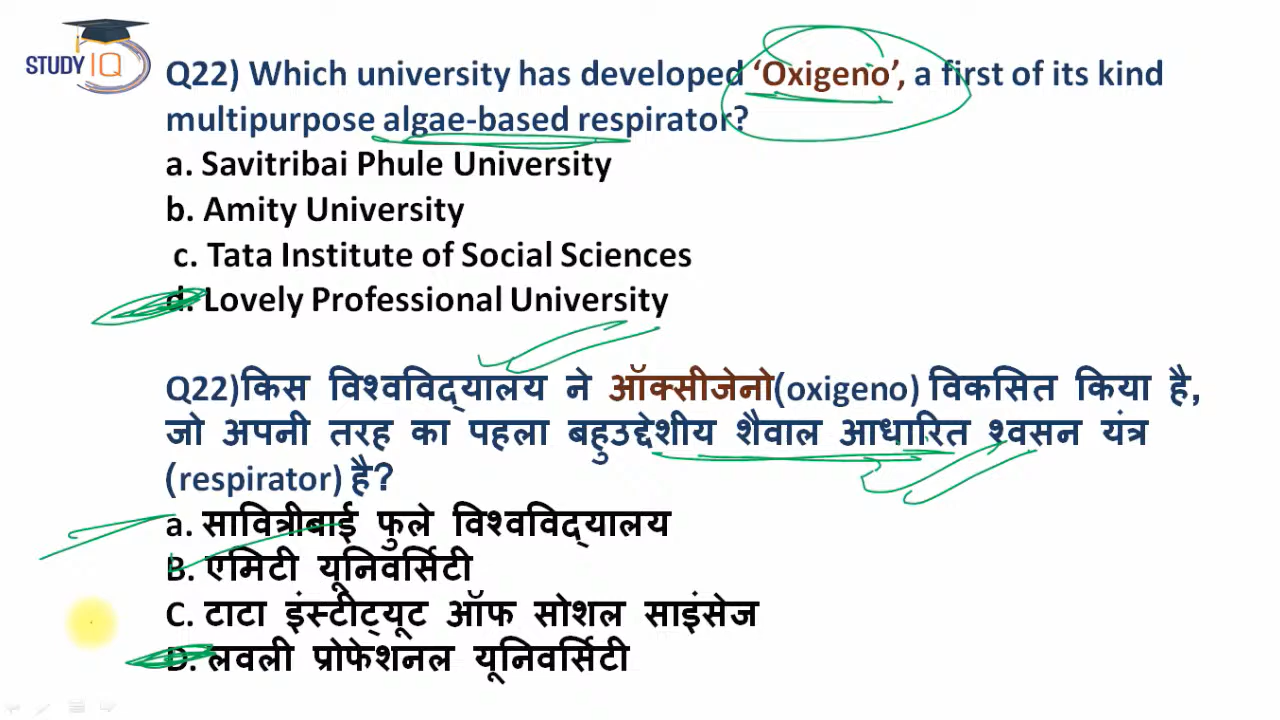 STUDY IQ
Q22) Which university has developed ‘Oxigeno’, a first of its kind
multipurpose algae-based respirator?
a. Savitribai Phule University
b. Amity University
c. Tata Institute of Social Sciences
d. Lovely Professional University
Q22)किस विश्वविद्यालय ने ऑक्सीजेनो(oxigeno) विकसित किया है,
जो अपनी तरह का पहला बहुउद्देशीय शैवाल आधारित श्वसन यंत्र
(respirator) है?
a. सावित्रीबाई फुले विश्वविद्यालय
B. एमिटी यूनिवर्सिटी
C. टाटा इंस्टीट्यूट ऑफ सोशल साइंसेज
D. लवली प्रोफेशनल यूनिवर्सिटी